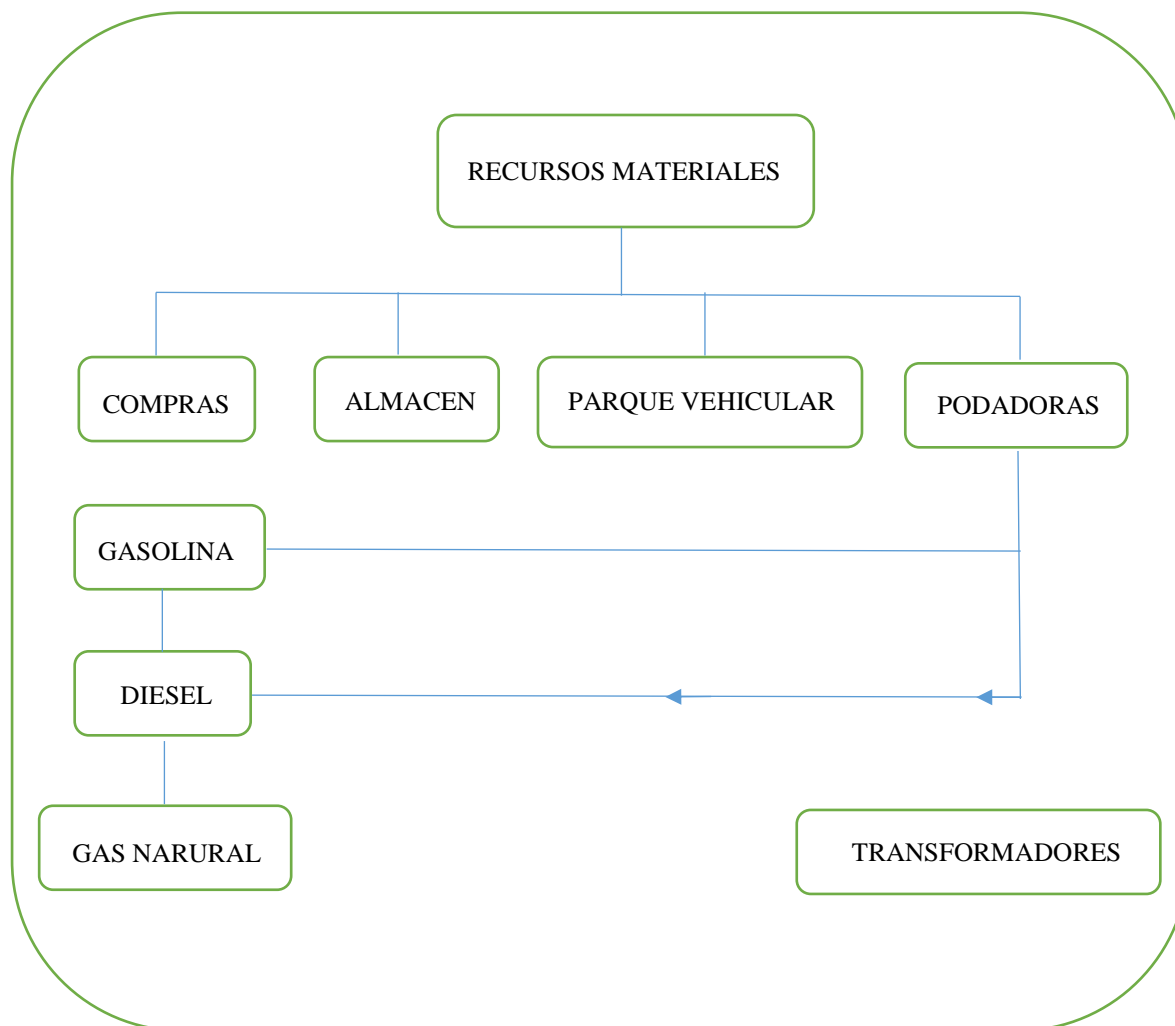 RECURSOS MATERIALES
COMPRAS
ALMACEN
PARQUE VEHICULAR
PODADORAS
GASOLINA
DIESEL
GAS NARURAL
TRANSFORMADORES